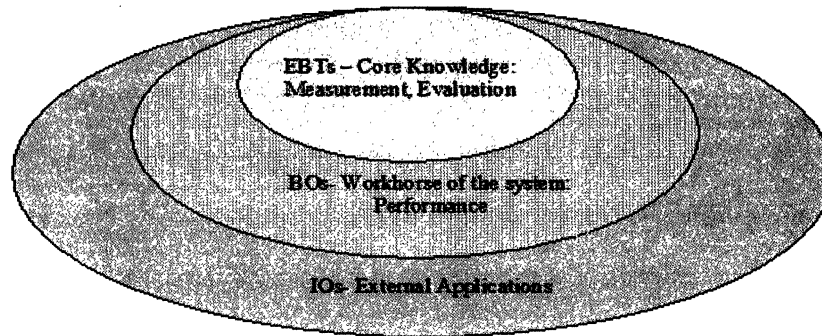 EBTs – Core Knowledge:
Measurement, Evaluation
BOs- Workhorse of the system:
Performance
IOs- External Applications